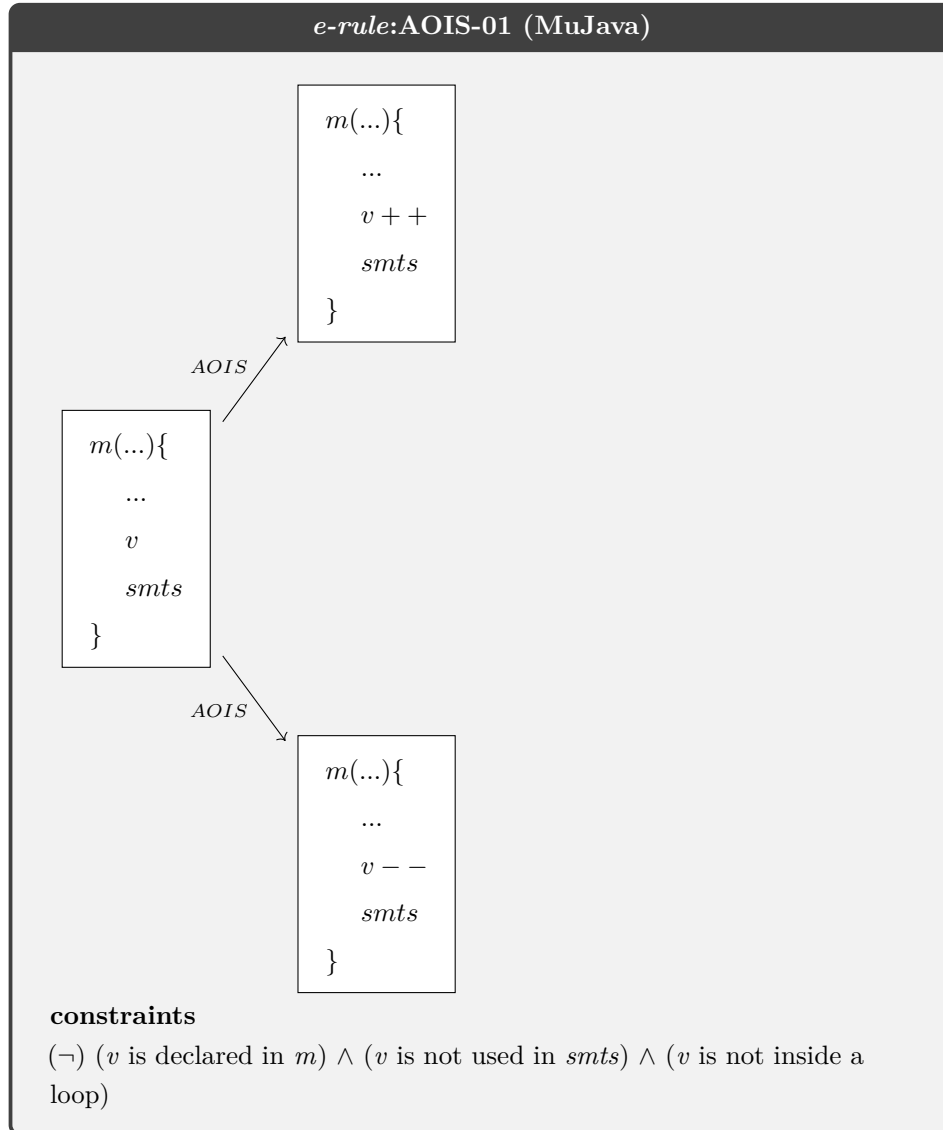 e-rule:AOIS-01 (MuJava)
m(...){
...
v + +
smts
}
AOIS
m(...){
...
v
smts
}
AOIS
m(...){
...
v − −
smts
}
constraints
(¬) (v is declared in m) ∧ (v is not used in smts) ∧ (v is not inside a
loop)